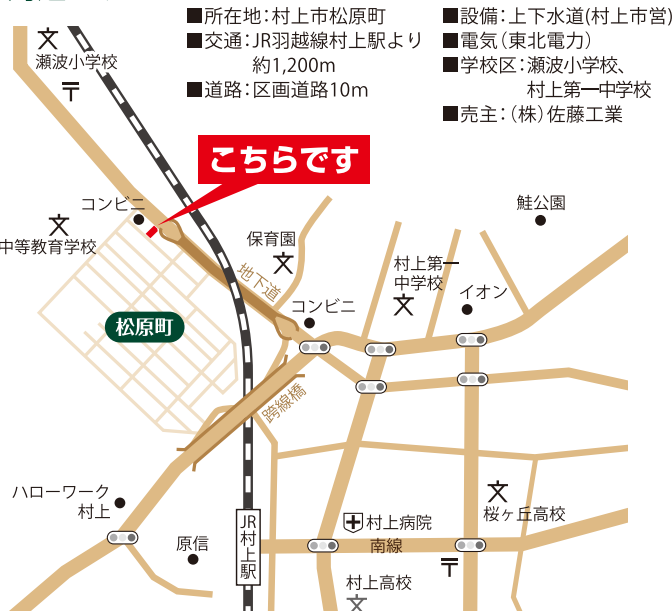 ■所在地：村上市松原町
■交通：JR羽越線村上駅より
約1,200m
■道路：区画道路10m
■設備：上下水道(村上市営)
■電気（東北電力）
■学校区：瀬波小学校、
村上第一中学校
■売主：（株）佐藤工業
瀬波小学校
こちらです
コンビニ
中等教育学校
保育園
地下道
鮭公園
村上第一
中学校
イオン
コンビニ
松原町
跨線橋
ハローワーク
村上
原信
JR村上駅
村上病院
南線
桜ヶ丘高校
村上高校